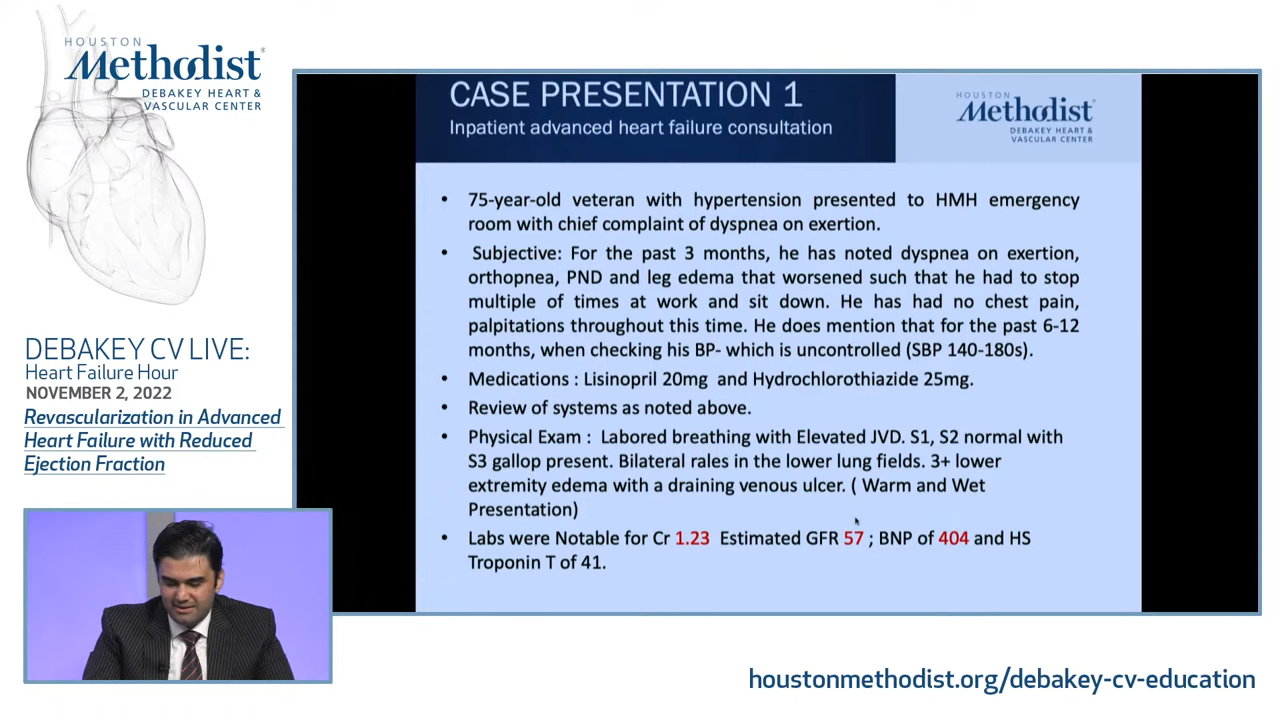 HOUSTON
Methodist®
DEBAKEY HEART &
VASCULAR CENTER
DEBAKEY CV LIVE:
Heart Failure Hour
NOVEMBER 2, 2022
Revascularization in Advanced
Heart Failure with Reduced
Ejection Fraction
CASE PRESENTATION 1
Inpatient advanced heart failure consultation
HOUSTON
Methodist®
DEBAKEY HEART &
VASCULAR CENTER
• 75-year-old veteran with hypertension presented to HMH emergency
room with chief complaint of dyspnea on exertion.
• Subjective: For the past 3 months, he has noted dyspnea on exertion,
orthopnea, PND and leg edema that worsened such that he had to stop
multiple of times at work and sit down. He has had no chest pain,
palpitations throughout this time. He does mention that for the past 6-12
months, when checking his BP- which is uncontrolled (SBP 140-180s).
• Medications : Lisinopril 20mg and Hydrochlorothiazide 25mg.
• Review of systems as noted above.
• Physical Exam : Labored breathing with Elevated JVD. S1, S2 normal with
S3 gallop present. Bilateral rales in the lower lung fields. 3+ lower
extremity edema with a draining venous ulcer. ( Warm and Wet
Presentation)
• Labs were Notable for Cr 1.23 Estimated GFR 57 ; BNP of 404 and HS
Troponin T of 41.
houstonmethodist.org/debakey-cv-education